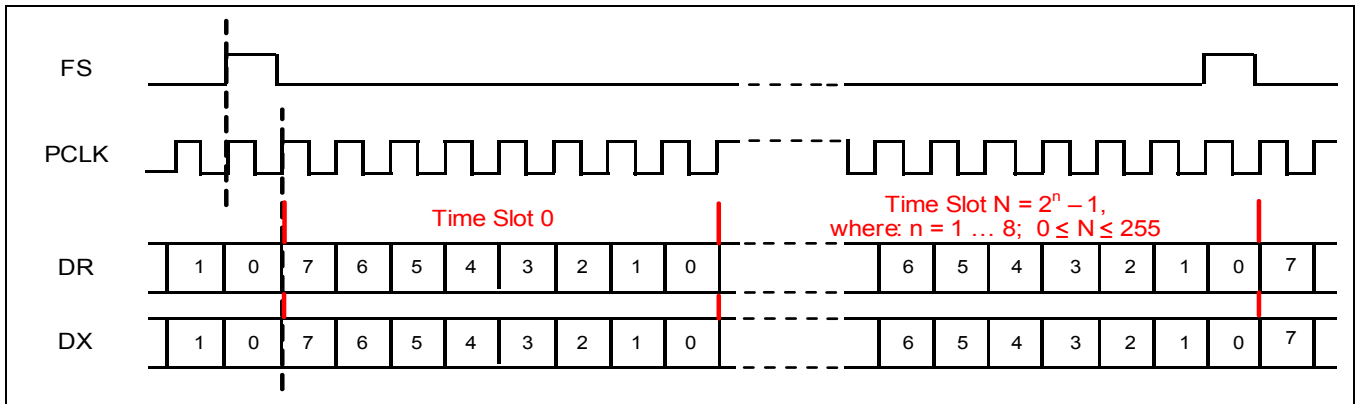 FS
PCLK
Time Slot 0
Time Slot N = 2ⁿ – 1,
where: n = 1 … 8; 0 ≤ N ≤ 255
DR 1 0 7 6 5 4 3 2 1 0 6 5 4 3 2 1 0 7
DX 1 0 7 6 5 4 3 2 1 0 6 5 4 3 2 1 0 7